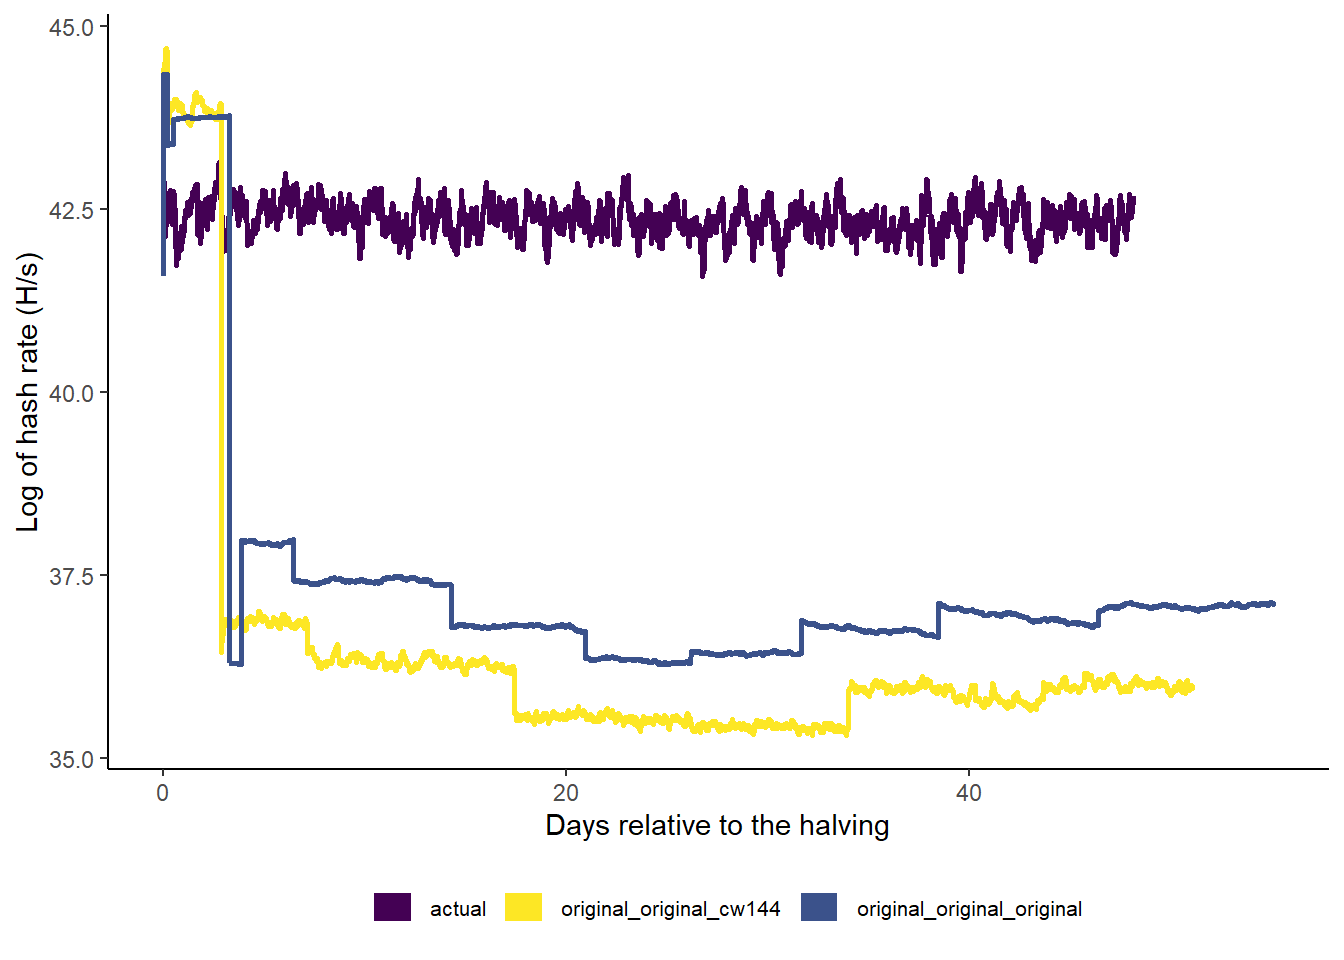 Log of hash rate (H/s)
45.0
42.5
40.0
37.5
35.0
0 20 40
Days relative to the halving
actual original_original_cw144 original_original_original